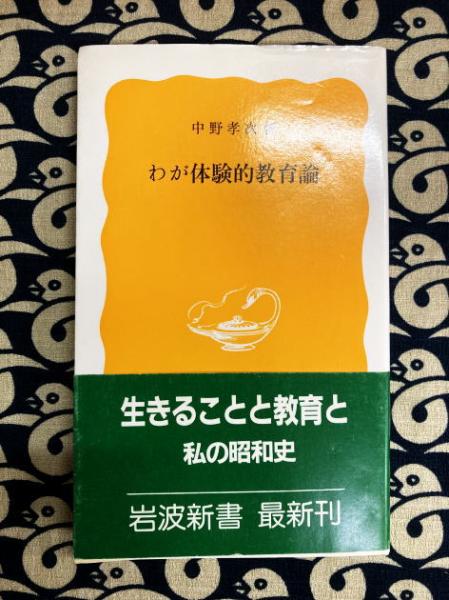 中野孝次
わが体験的教育論
生きることと教育と
私の昭和史
岩波新書 最新刊